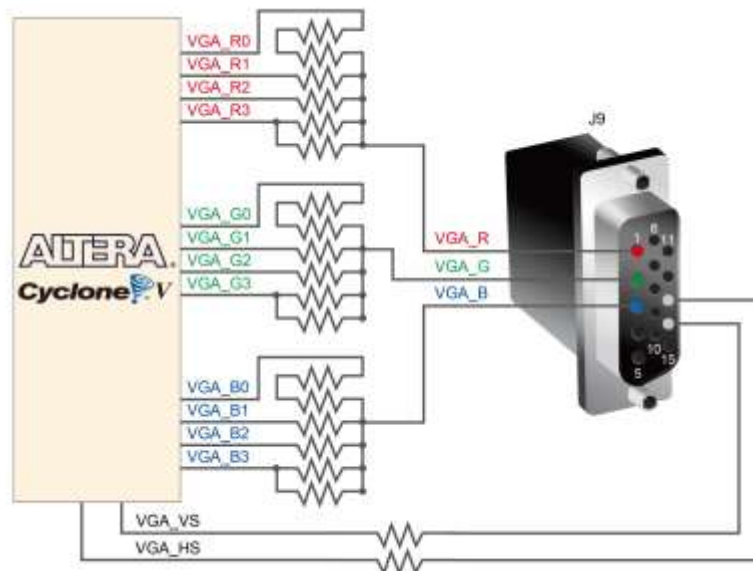 VGA_R0
VGA_R1
VGA_R2
VGA_R3
VGA_G0
VGA_G1
VGA_G2
VGA_G3
ALTERA.
Cyclone V
VGA_B0
VGA_B1
VGA_B2
VGA_B3
VGA_VS
VGA_HS
VGA_R
VGA_G
VGA_B
J9
1
6
11
5
10
15